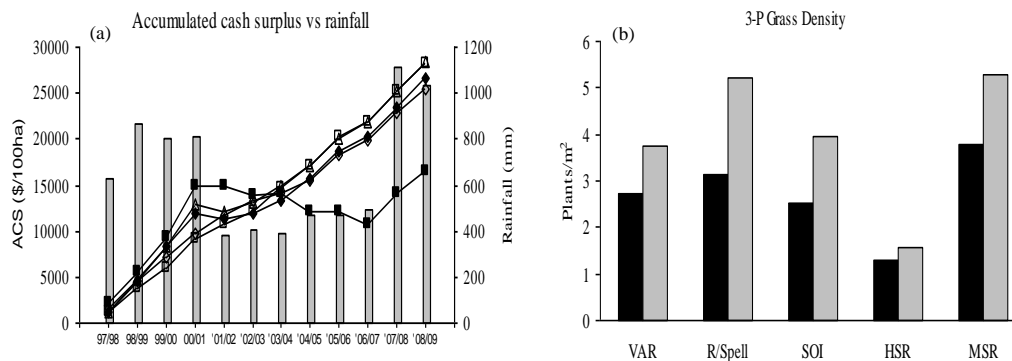 Accumulated cash surplus vs rainfall
(a)
ACS ($/100ha)
30000
25000
20000
15000
10000
5000
0
1200
1000
800
600
400
200
0
Rainfall (mm)
97/98 98/99 99/00 00/01 '01/02 '02/03 '03/04 '04/05 '05/06 '06/07 '07/08 '08/09
3-P Grass Density
(b)
Plants/m²
6
5
4
3
2
1
0
VAR R/Spell SOI HSR MSR